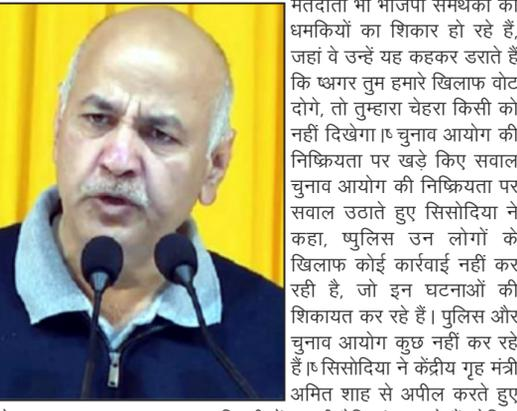 मतदाता भी भाजपा समर्थकों की
धमकियों का शिकार हो रहे हैं,
जहां वे उन्हें यह कहकर डराते हैं
कि ष्अगर तुम हमारे खिलाफ वोट
दोगे, तो तुम्हारा चेहरा किसी को
नहीं दिखेगा।ष् चुनाव आयोग की
निष्क्रियता पर खड़े किए सवाल
चुनाव आयोग की निष्क्रियता पर
सवाल उठाते हुए सिसोदिया ने
कहा, ष्पुलिस उन लोगों के
खिलाफ कोई कार्रवाई नहीं कर
रही है, जो इन घटनाओं की
शिकायत कर रहे हैं। पुलिस और
चुनाव आयोग कुछ नहीं कर रहे
हैं।ष् सिसोदिया ने केंद्रीय गृह मंत्री
अमित शाह से अपील करते हुए